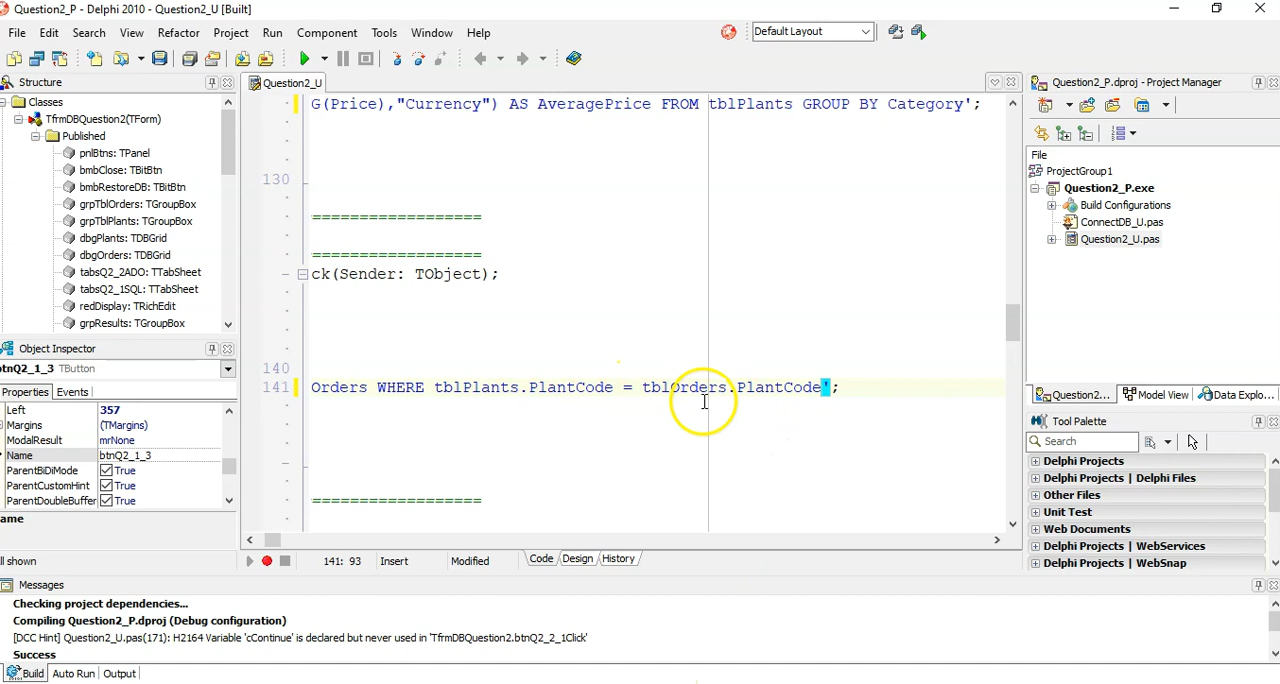 Question2_P - Delphi 2010 - Question2_U [Built]
File Edit Search View Refactor Project Run Component Tools Window Help
Default Layout
Structure
Question2_U
Question2_P.dproj - Project Manager
Classes
TfrmDBQuestion2(TForm)
Published
pnlBtns: TPanel
bmbClose: TBitBtn
bmbRestoreDB: TBitBtn
grpTblOrders: TGroupBox
grpTblPlants: TGroupBox
dbgPlants: TDBGrid
dbgOrders: TDBGrid
tabsQ2_2ADO: TTabSheet
tabsQ2_1SQL: TTabSheet
redDisplay: TRichEdit
grpResults: TGroupBox
G(Price),"Currency") AS AveragePrice FROM tblPlants GROUP BY Category';
130
==================
==================
ck(Sender: TObject);
140
141 Orders WHERE tblPlants.PlantCode = tblOrders.PlantCode';
==================
File
ProjectGroup1
Question2_P.exe
Build Configurations
ConnectDB_U.pas
Question2_U.pas
Object Inspector
btnQ2_1_3 TButton
Properties Events
Left 357
Margins (TMargins)
ModalResult mrNone
Name btnQ2_1_3
ParentBiDiMode True
ParentCustomHint True
ParentDoubleBuffer True
ame
ll shown
141: 93 Insert Modified Code Design History
Question2... Model View Data Explo...
Tool Palette
Search
Delphi Projects
Delphi Projects | Delphi Files
Other Files
Unit Test
Web Documents
Delphi Projects | WebServices
Delphi Projects | WebSnap
Messages
Checking project dependencies...
Compiling Question2_P.dproj (Debug configuration)
[DCC Hint] Question2_U.pas(171): H2164 Variable 'cContinue' is declared but never used in 'TfrmDBQuestion2.btnQ2_2_1Click'
Success
Build Auto Run Output